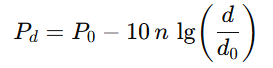 P_d = P_0 − 10 n lg(d/d_0)